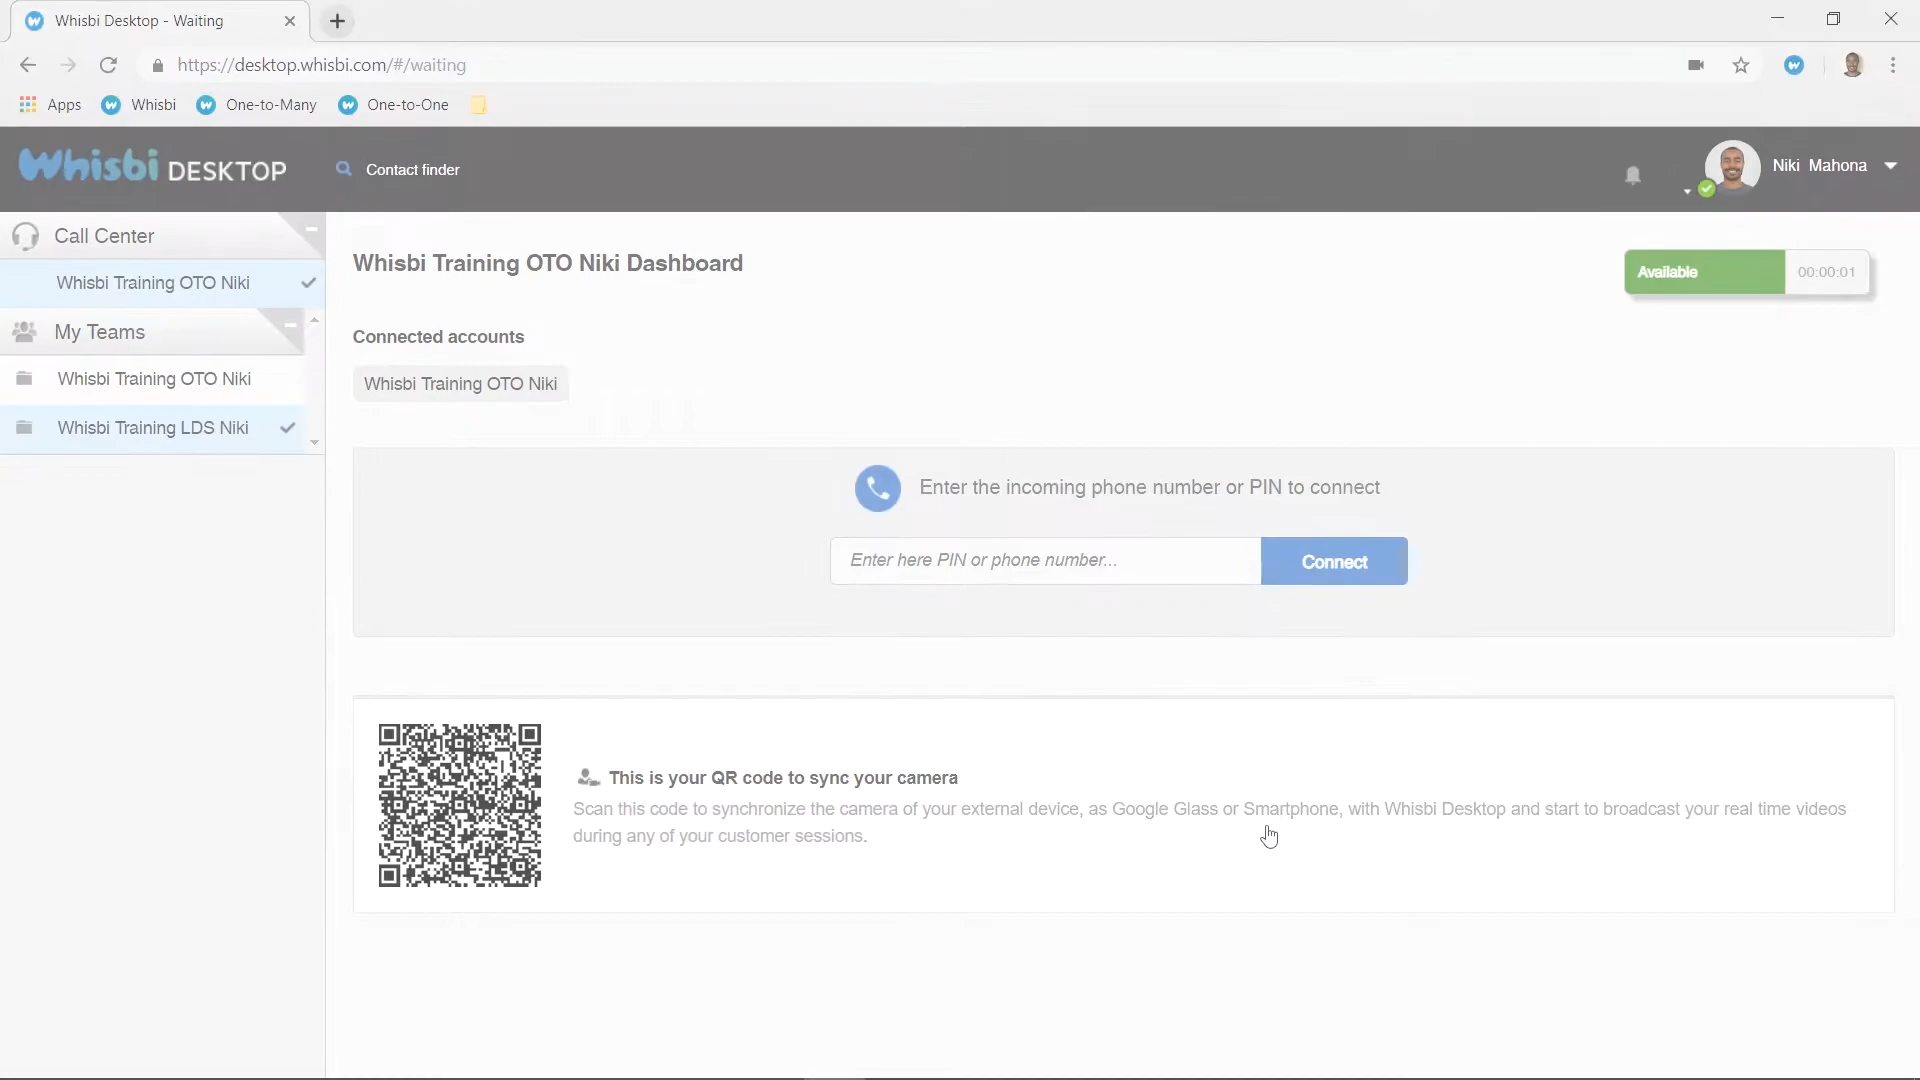 Whisbi Desktop - Waiting
https://desktop.whisbi.com/#/waiting
Apps Whisbi One-to-Many One-to-One
Whisbi DESKTOP Contact finder Niki Mahona
Call Center
Whisbi Training OTO Niki
My Teams
Whisbi Training OTO Niki
Whisbi Training LDS Niki
Whisbi Training OTO Niki Dashboard
Available 00:00:01
Connected accounts
Whisbi Training OTO Niki
Enter the incoming phone number or PIN to connect
Enter here PIN or phone number...
Connect
This is your QR code to sync your camera
Scan this code to synchronize the camera of your external device, as Google Glass or Smartphone, with Whisbi Desktop and start to broadcast your real time videos
during any of your customer sessions.